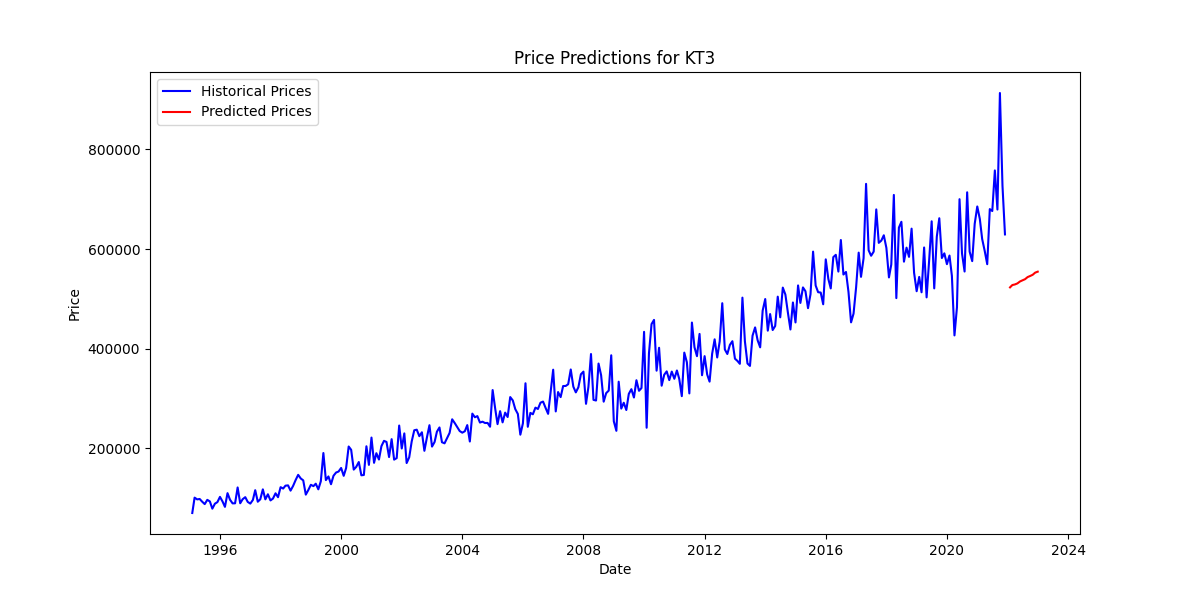 Price Predictions for KT3
Historical Prices
Predicted Prices
800000
600000
400000
200000
Price
1996 2000 2004 2008 2012 2016 2020 2024
Date